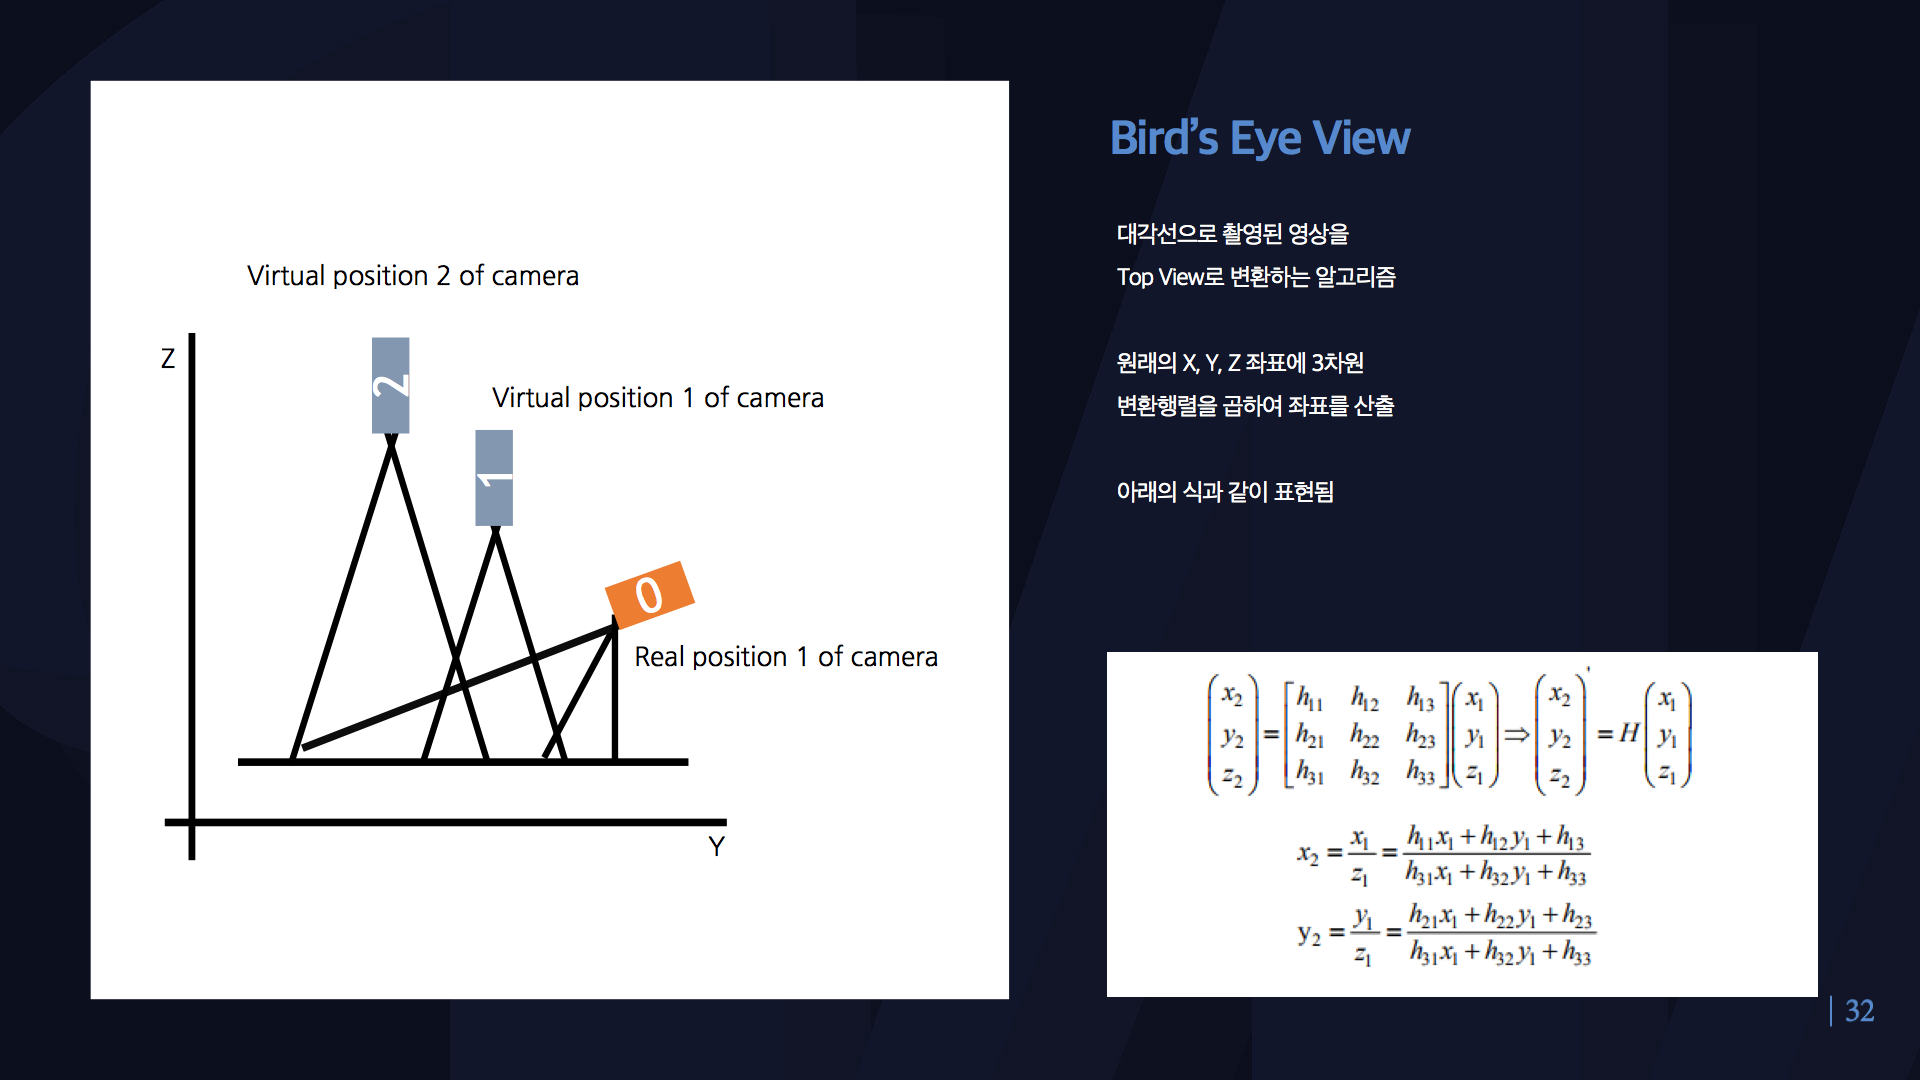 Bird’s Eye View
대각선으로 촬영된 영상을
Top View로 변환하는 알고리즘
원래의 X, Y, Z 좌표에 3차원
변환행렬을 곱하여 좌표를 산출
아래의 식과 같이 표현됨
Virtual position 2 of camera
Z
2
Virtual position 1 of camera
1
0
Real position 1 of camera
Y
(x₂ y₂ z₂) = [h₁₁ h₁₂ h₁₃ h₂₁ h₂₂ h₂₃ h₃₁ h₃₂ h₃₃] (x₁ y₁ z₁) ⇒ (x₂ y₂ z₂)' = H (x₁ y₁ z₁)
x₂ = x₁/z₁ = (h₁₁x₁ + h₁₂y₁ + h₁₃)/(h₃₁x₁ + h₃₂y₁ + h₃₃)
y₂ = y₁/z₁ = (h₂₁x₁ + h₂₂y₁ + h₂₃)/(h₃₁x₁ + h₃₂y₁ + h₃₃)
32